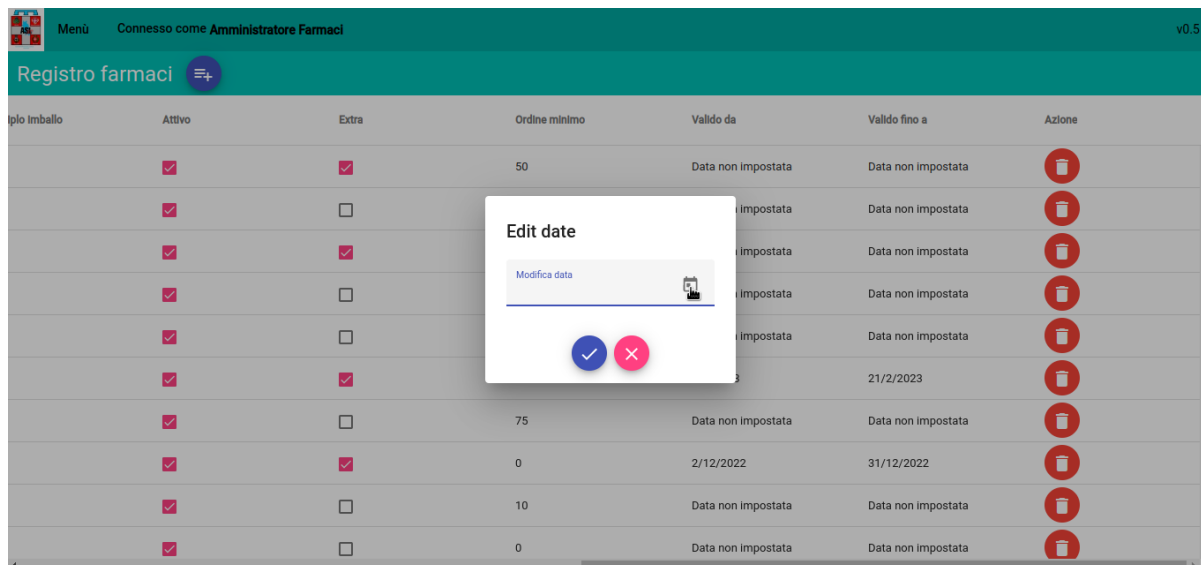 ASL Menù Connesso come Amministratore Farmaci v0.5
Registro farmaci
iplo Imballo Attivo Extra Ordine minimo Valido da Valido fino a Azione
50 Data non impostata Data non impostata
impostata Data non impostata
impostata Data non impostata
Edit date
Modifica data
impostata Data non impostata
impostata Data non impostata
3 21/2/2023
75 Data non impostata Data non impostata
0 2/12/2022 31/12/2022
10 Data non impostata Data non impostata
0 Data non impostata Data non impostata